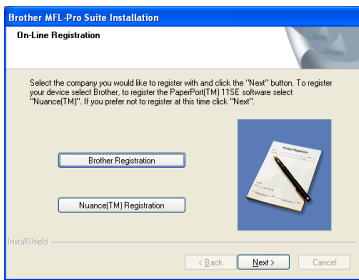 Brother MFL-Pro Suite Installation
On-Line Registration
Select the company you would like to register with and click the "Next" button. To register
your device select Brother, to register the PaperPort(TM) 11SE software select
"Nuance(TM)". If you prefer not to register at this time click "Next".
Brother Registration
Product Registration
Nuance(TM) Registration
InstallShield
< Back
Next >
Cancel